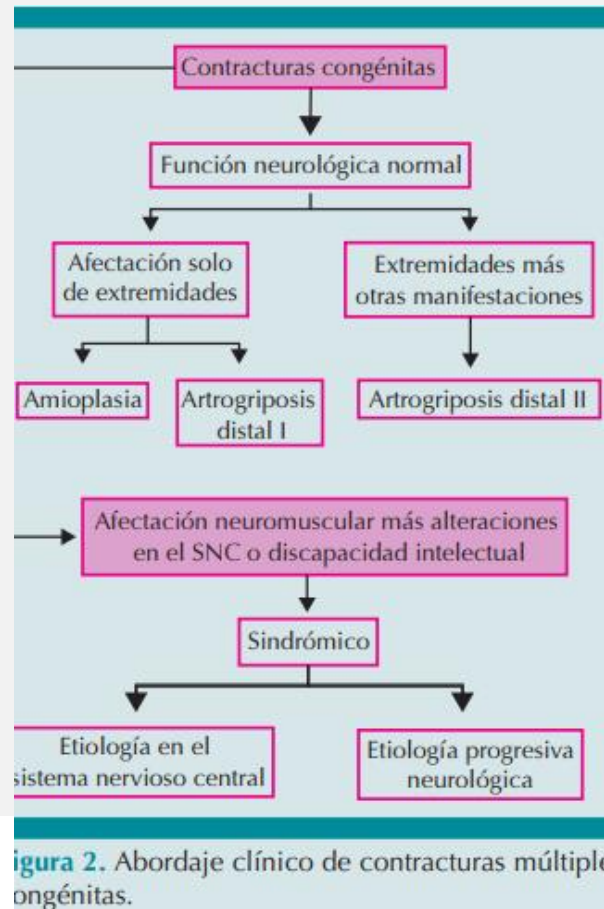 Contracturas congénitas
Función neurológica normal
Afectación solo
de extremidades
Extremidades más
otras manifestaciones
Amioplasia
Artrogriposis
distal I
Artrogriposis distal II
Afectación neuromuscular más alteraciones
en el SNC o discapacidad intelectual
Sindrómico
Etiología en el
sistema nervioso central
Etiología progresiva
neurológica
igura 2. Abordaje clínico de contracturas múltiple
ongénitas.